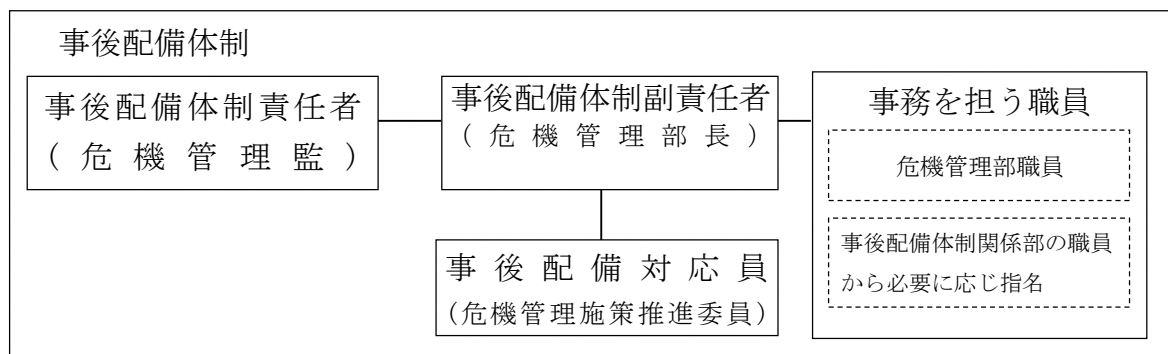 事後配備体制
事後配備体制責任者
(危機管理監)
事後配備体制副責任者
(危機管理部長)
事後配備対応員
(危機管理施策推進委員)
事務を担う職員
危機管理部職員
事後配備体制関係部の職員
から必要に応じ指名